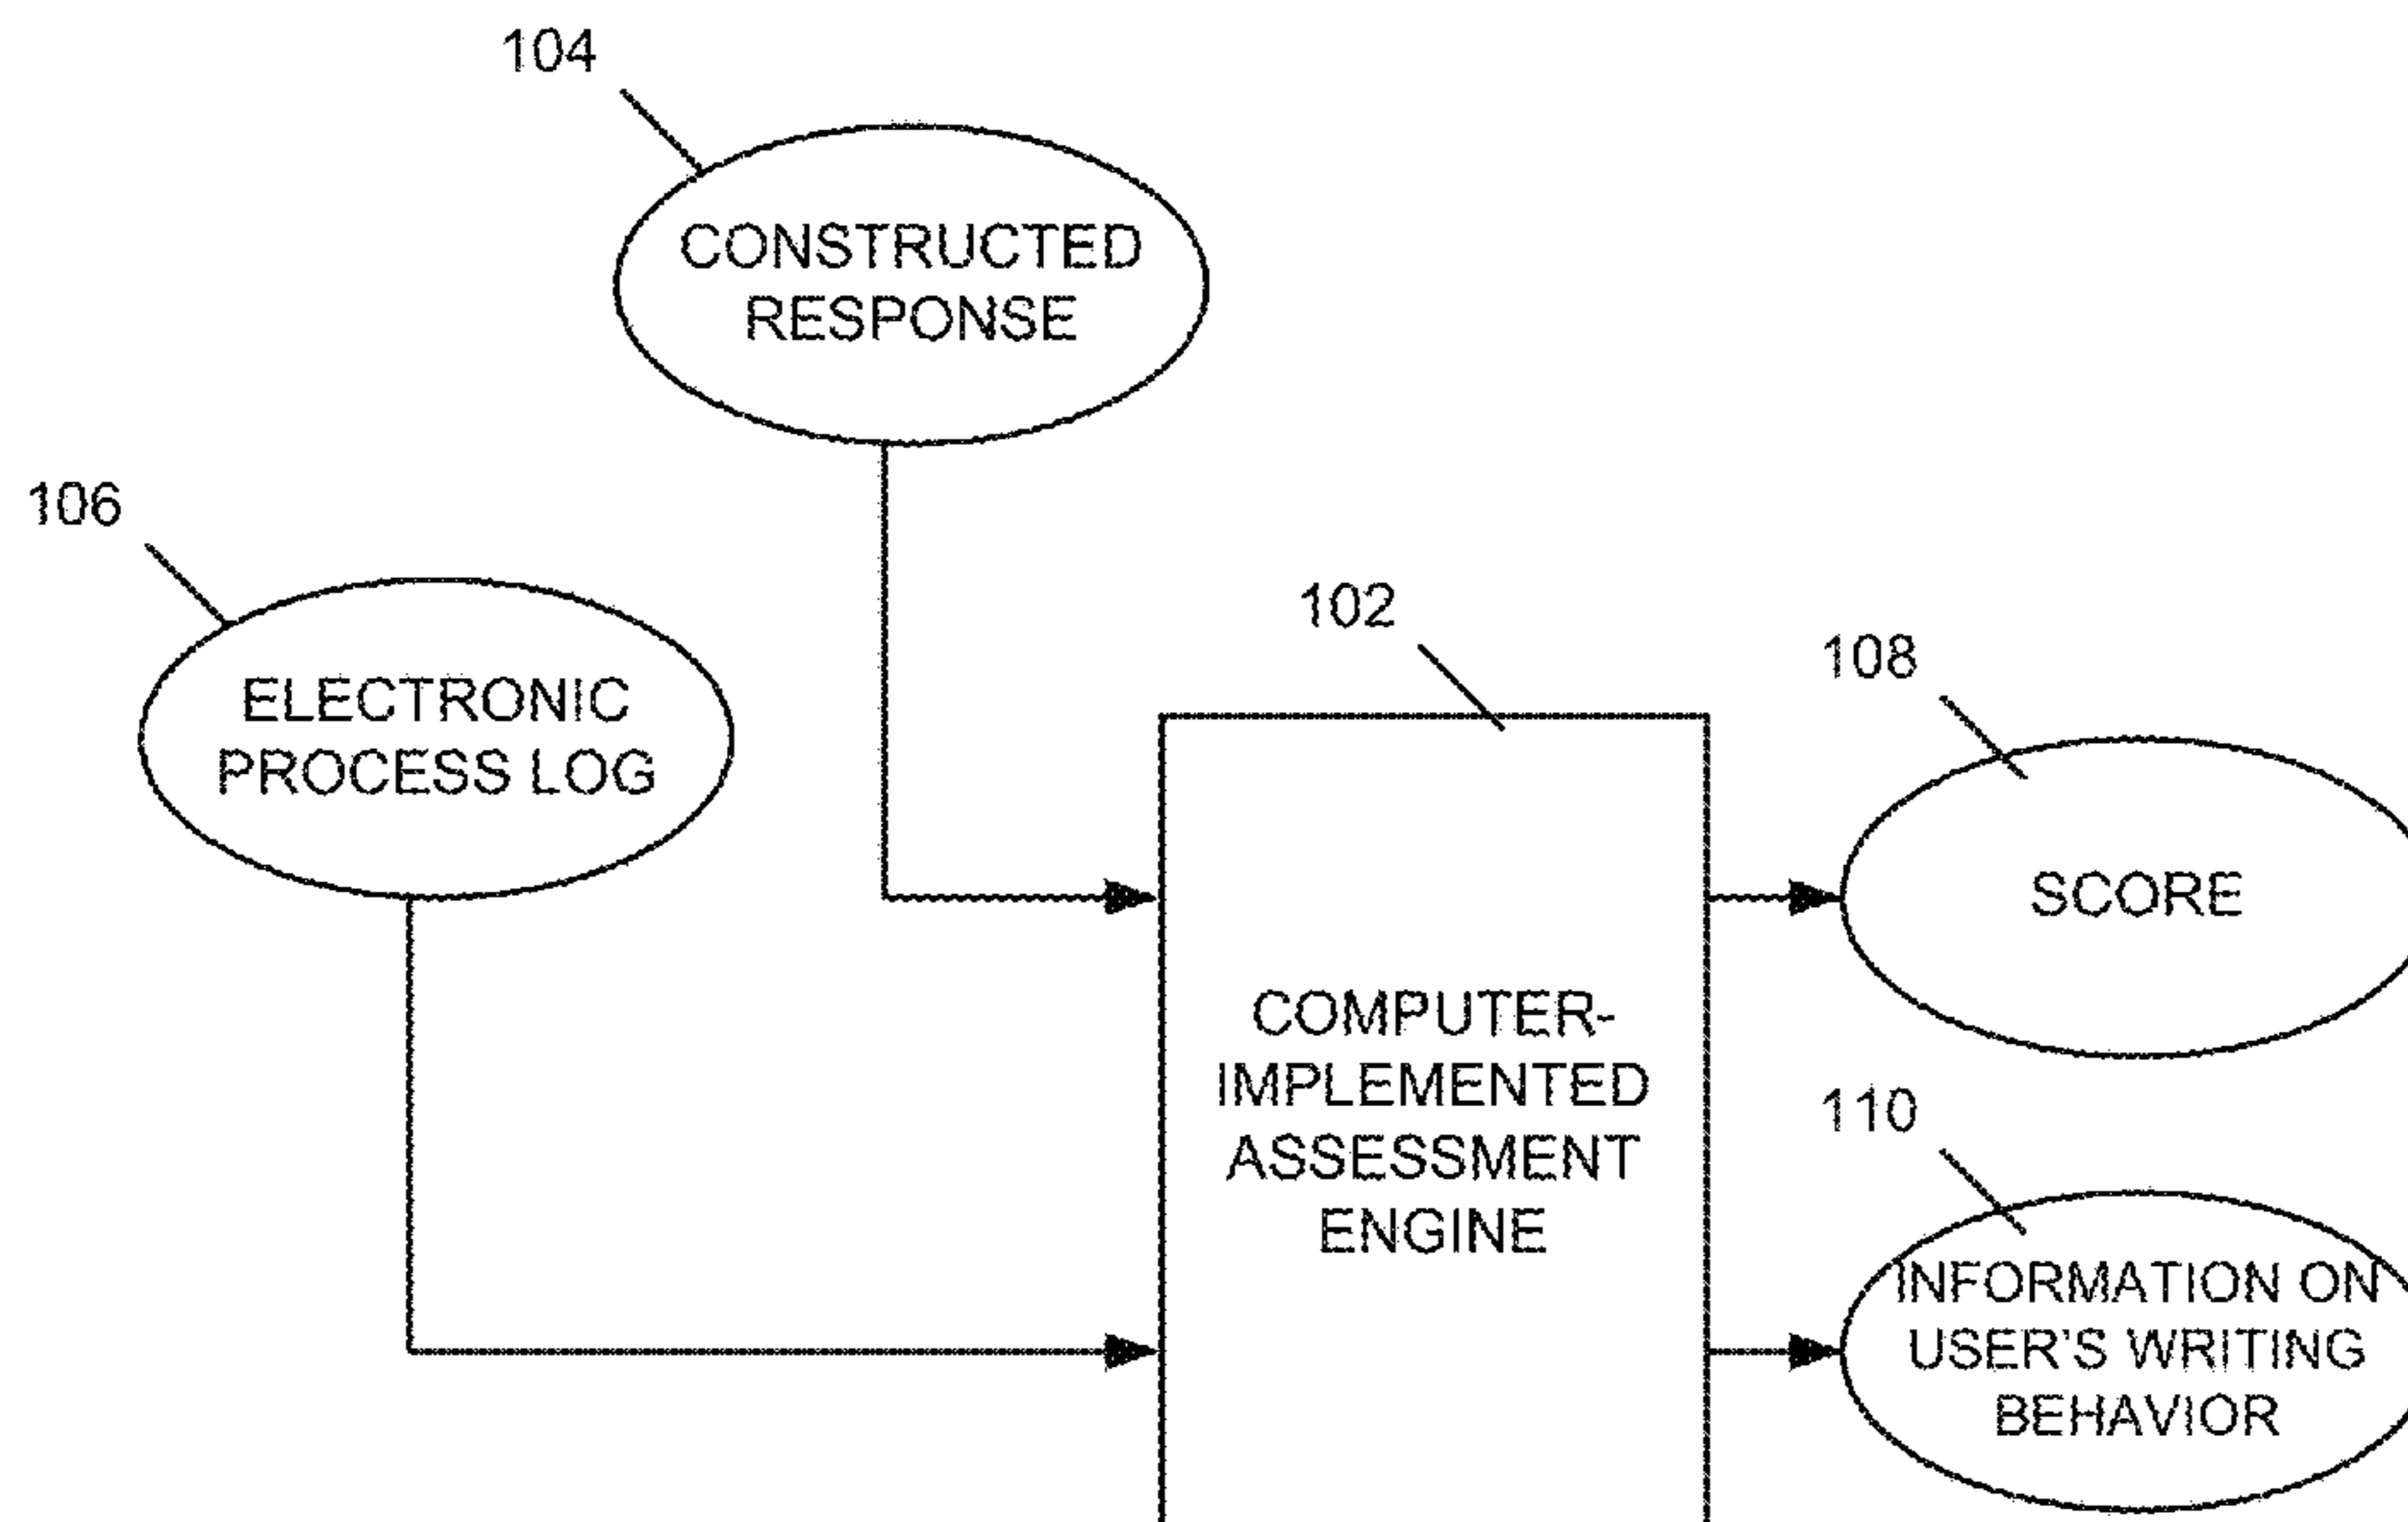 104
CONSTRUCTED
RESPONSE
106
ELECTRONIC
PROCESS LOG
102
COMPUTER-
IMPLEMENTED
ASSESSMENT
ENGINE
108
SCORE
110
INFORMATION ON
USER'S WRITING
BEHAVIOR